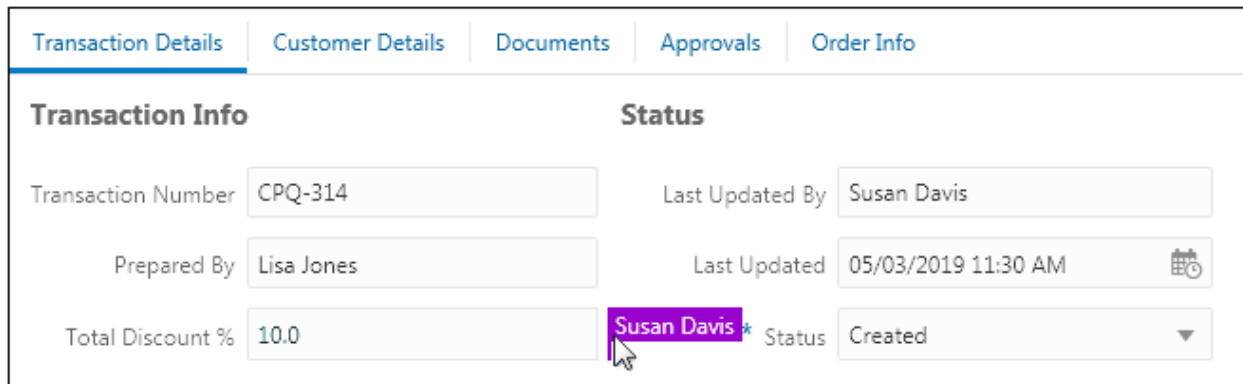 Transaction Details Customer Details Documents Approvals Order Info
Transaction Info
Status
Transaction Number CPQ-314
Last Updated By Susan Davis
Prepared By Lisa Jones
Last Updated 05/03/2019 11:30 AM
Total Discount % 10.0
Susan Davis
* Status Created